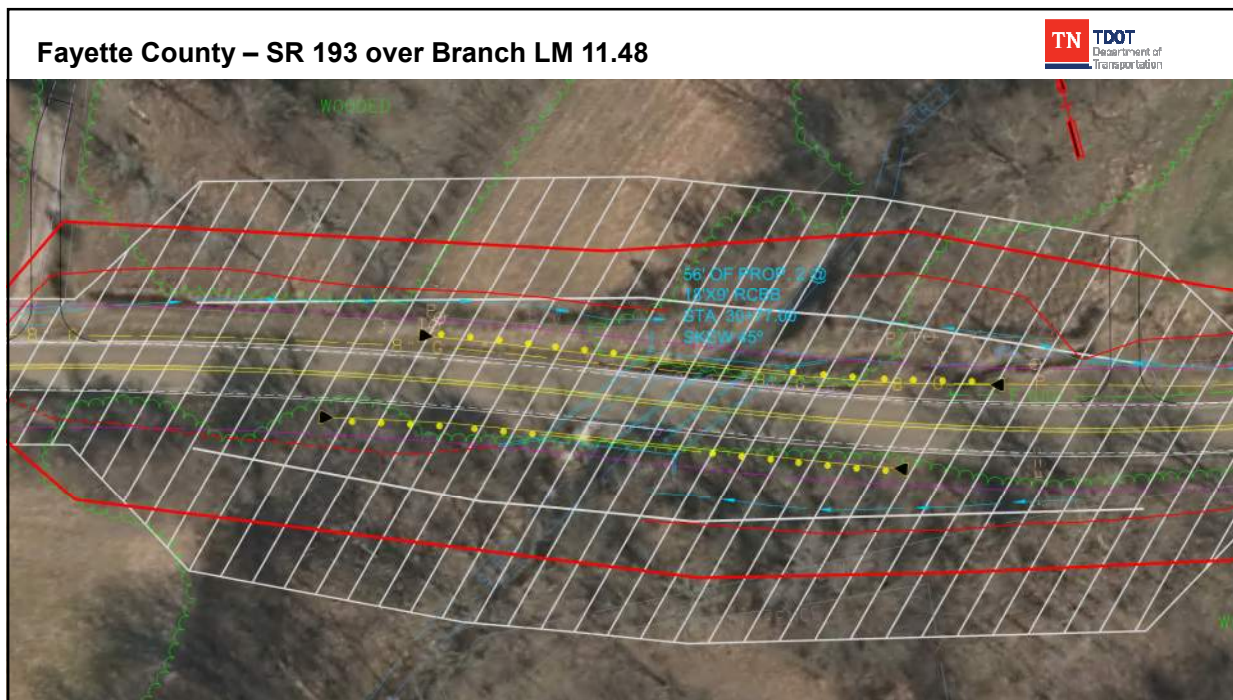 Fayette County – SR 193 over Branch LM 11.48
TN
TDOT
Department of
Transportation
WOODED
56' OF PROP. 2 @
18'X9' RCBB
SKEW 45°